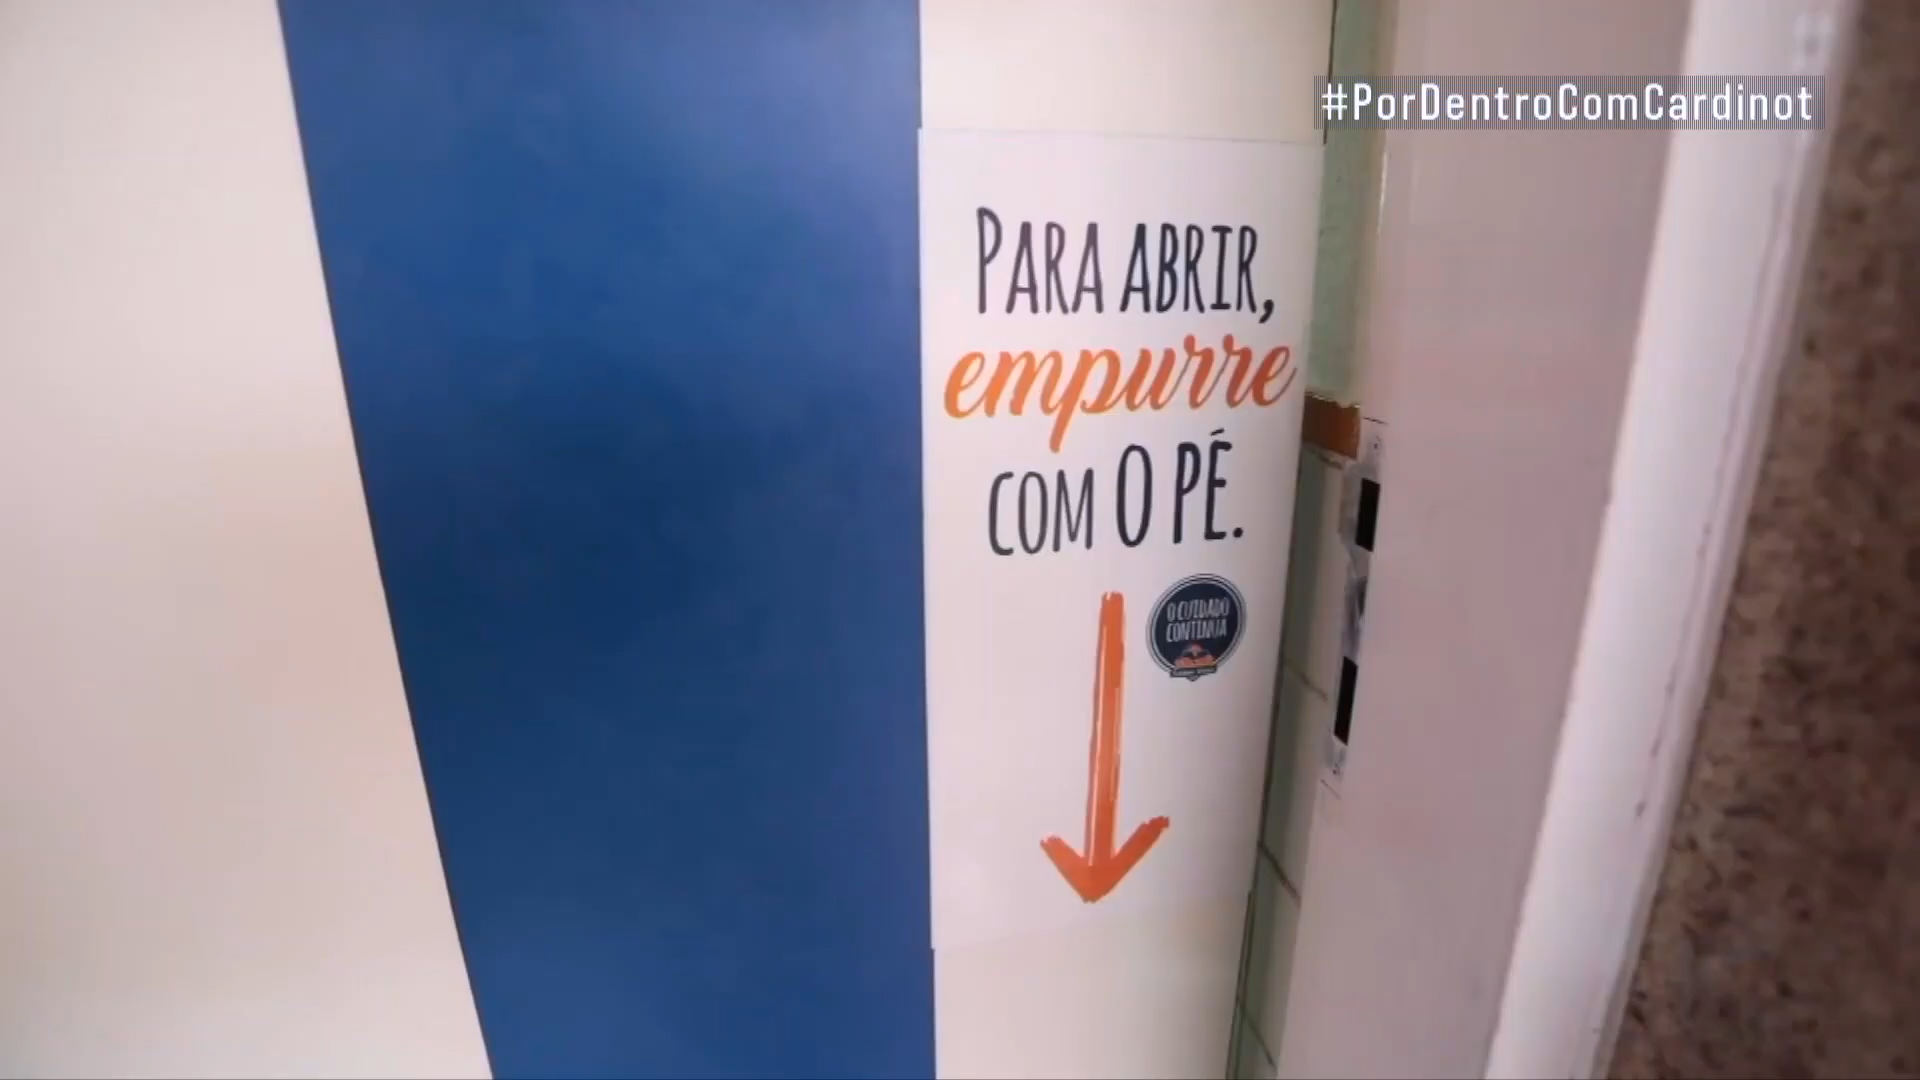 #PorDentroComCardinot
PARA ABRIR,
empurre
COM O PÉ.
O CUIDADO
CONTINUA